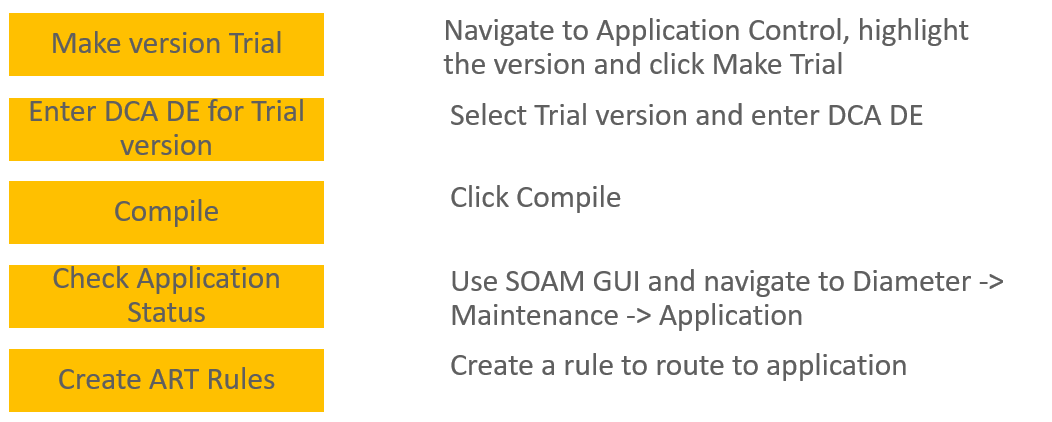 Make version Trial
Navigate to Application Control, highlight
the version and click Make Trial
Enter DCA DE for Trial
version
Select Trial version and enter DCA DE
Compile
Click Compile
Check Application
Status
Use SOAM GUI and navigate to Diameter ->
Maintenance -> Application
Create ART Rules
Create a rule to route to application